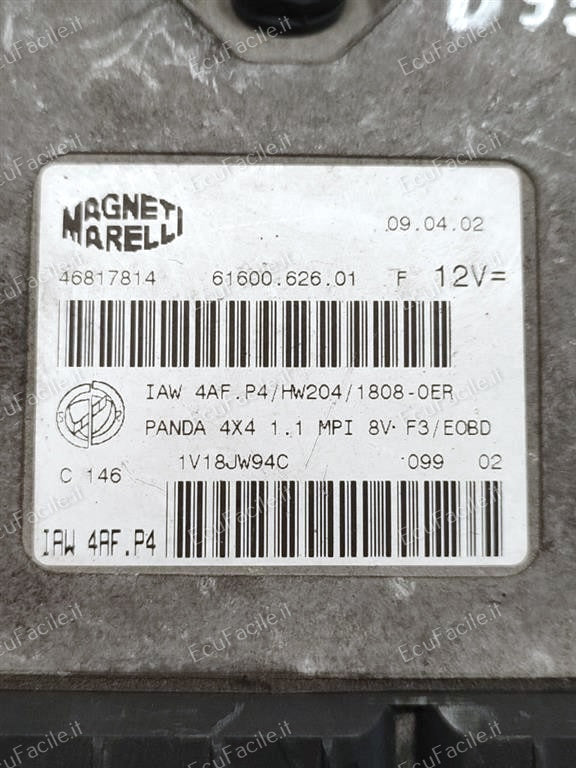 MAGNETI
MARELLI
09.04.02
46817814 61600.626.01 F 12V=
IAW 4AF.P4/HW204/1808-0ER
PANDA 4X4 1.1 MPI 8V F3/EOBD
C 146 1V18JW94C 099 02
IAW 4AF.P4
EcuFacile.it